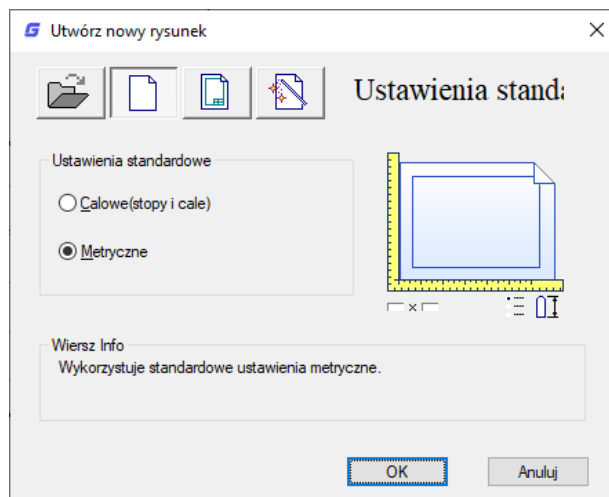 Utwórz nowy rysunek
Ustawienia standa
Ustawienia standardowe
Calowe(stopy i cale)
Metryczne
Wiersz Info
Wykorzystuje standardowe ustawienia metryczne.
OK
Anuluj